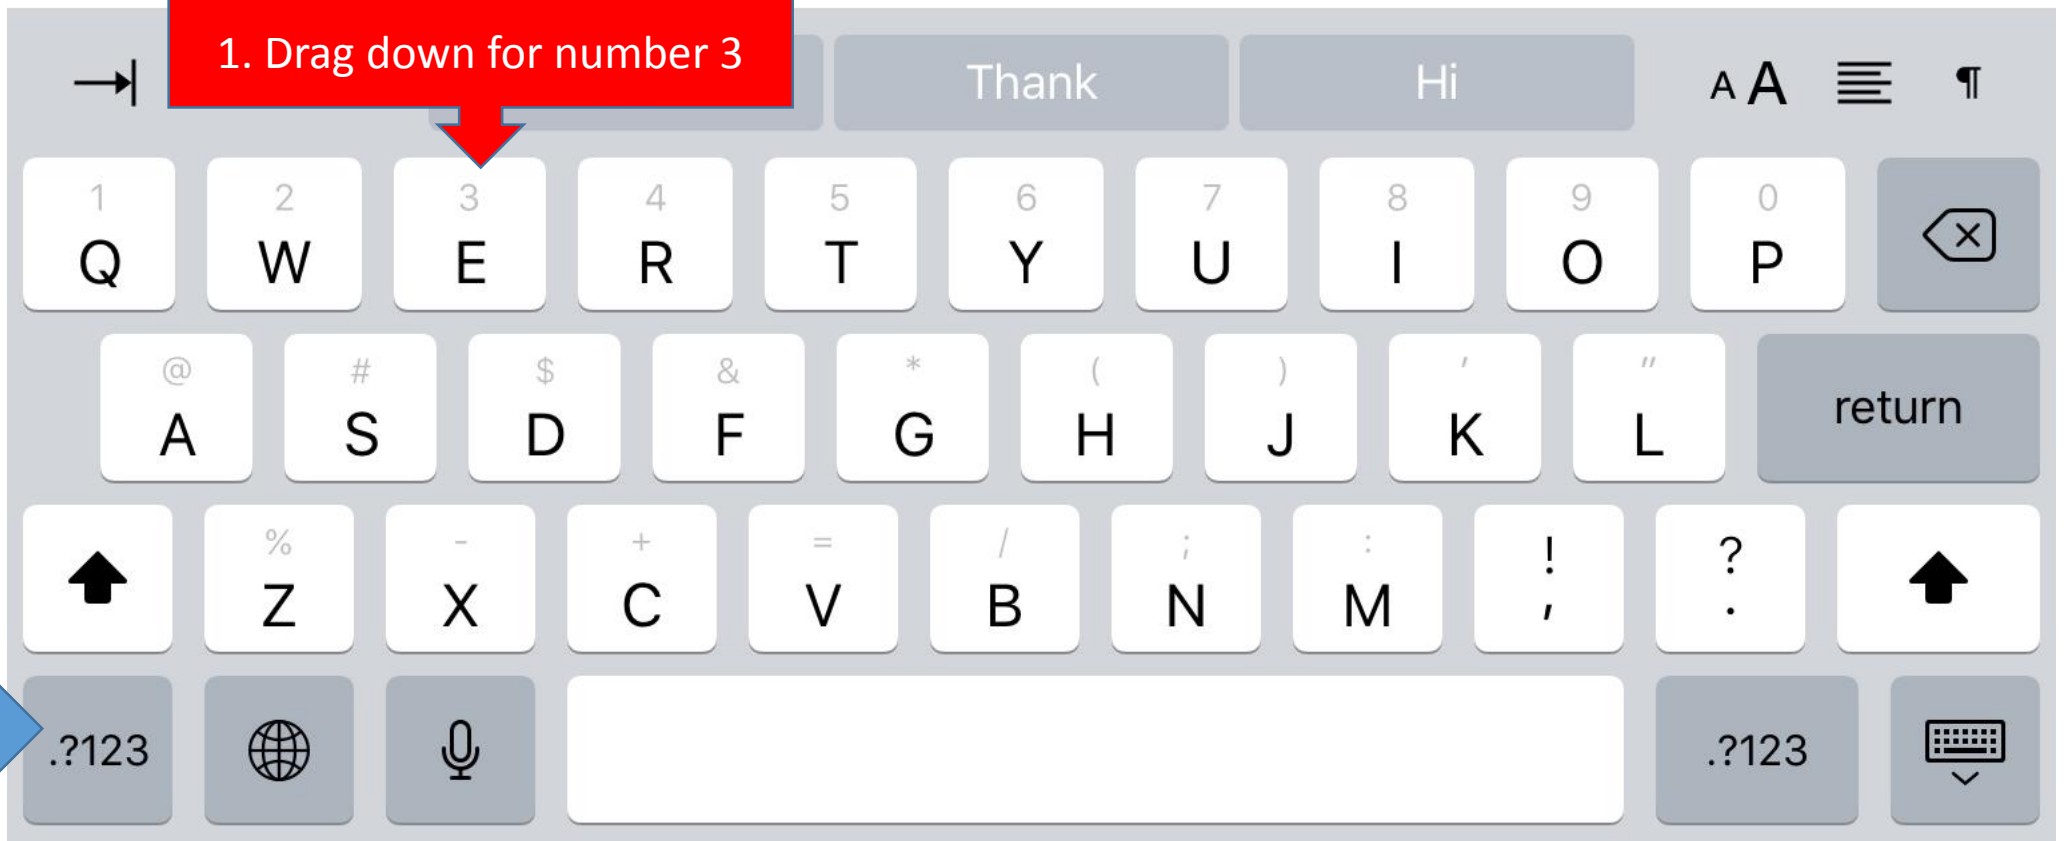 1. Drag down for number 3
Thank Hi AA ¶
1 2 3 4 5 6 7 8 9 0
Q W E R T Y U I O P
@ # $ & * ( ) ' "
A S D F G H J K L return
% - + = / ; : ! ?
Z X C V B N M , .
.?123 .?123